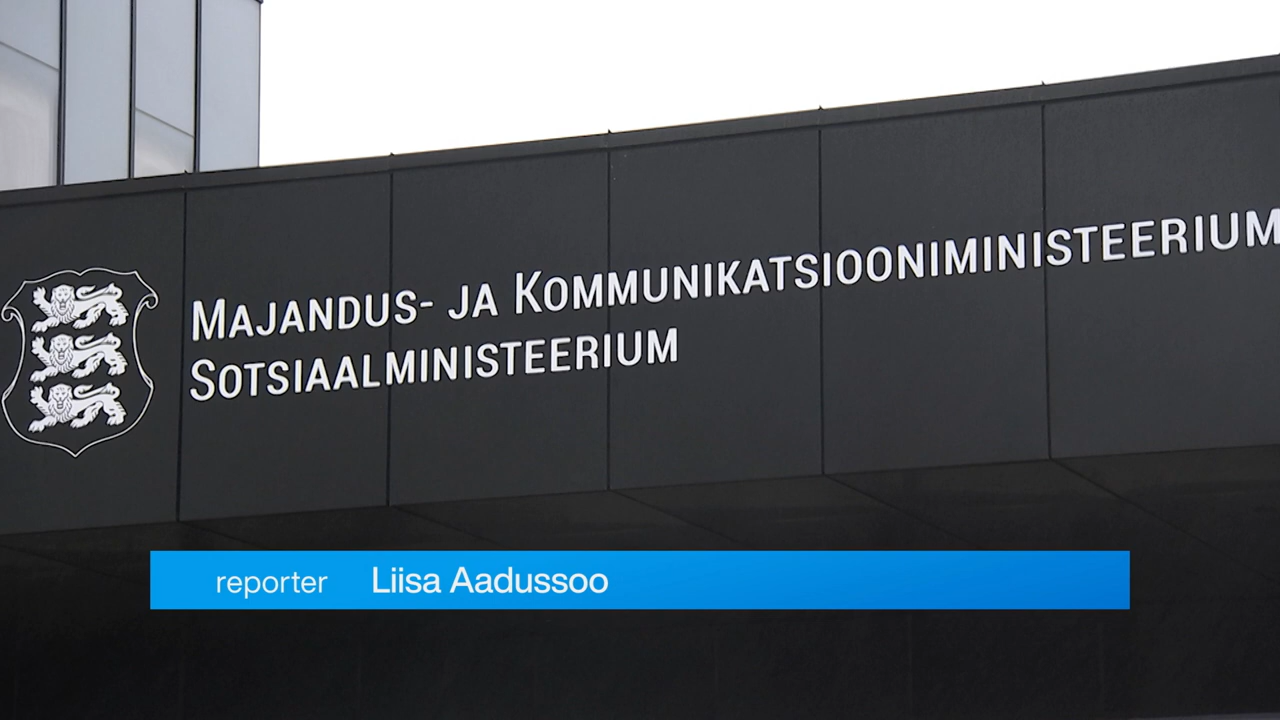 MAJANDUS- JA KOMMUNIKATSIOONIMINISTEERIUM
SOTSIAALMINISTEERIUM
reporter Liisa Aadussoo